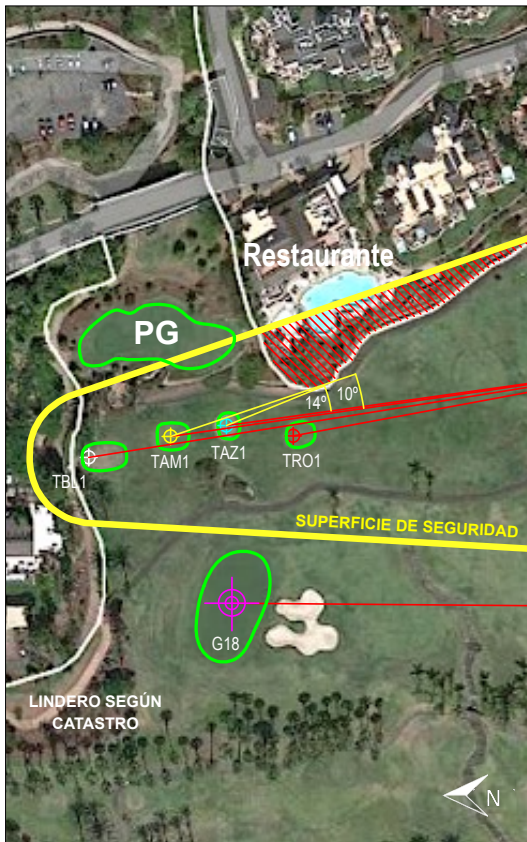 Restaurante
PG
14º
10º
TBL1
TAM1
TAZ1
TRO1
SUPERFICIE DE SEGURIDAD
G18
LINDERO SEGÚN
CATASTRO
N